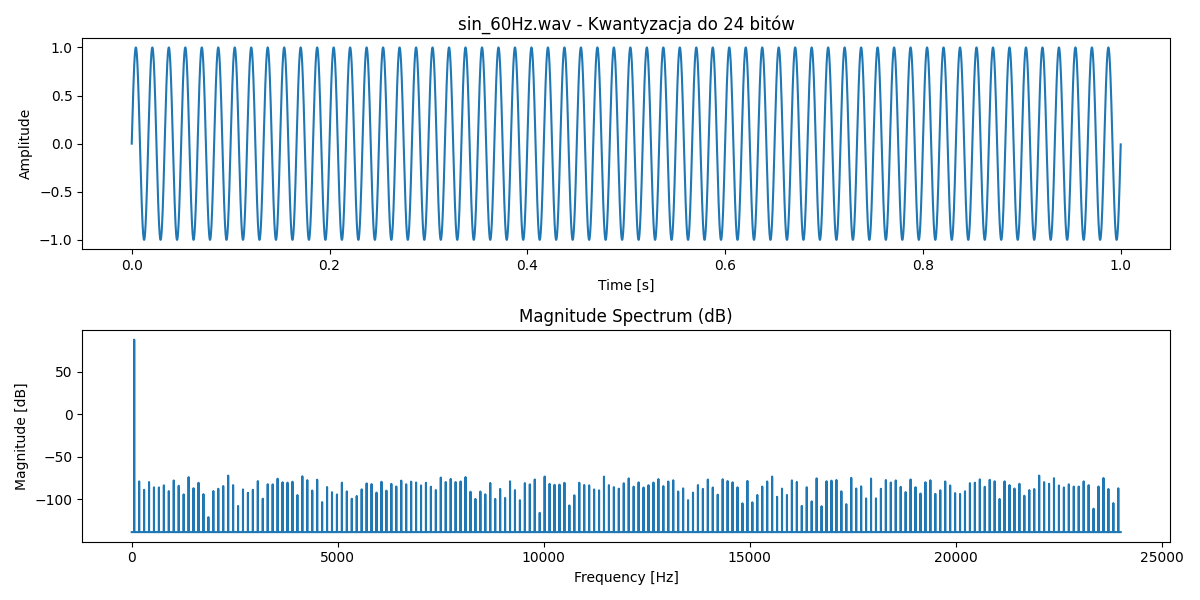 sin_60Hz.wav - Kwantyzacja do 24 bitów
1.0
0.5
0.0
−0.5
−1.0
Amplitude
0.0 0.2 0.4 0.6 0.8 1.0
Time [s]
Magnitude Spectrum (dB)
50
0
−50
−100
Magnitude [dB]
0 5000 10000 15000 20000 25000
Frequency [Hz]